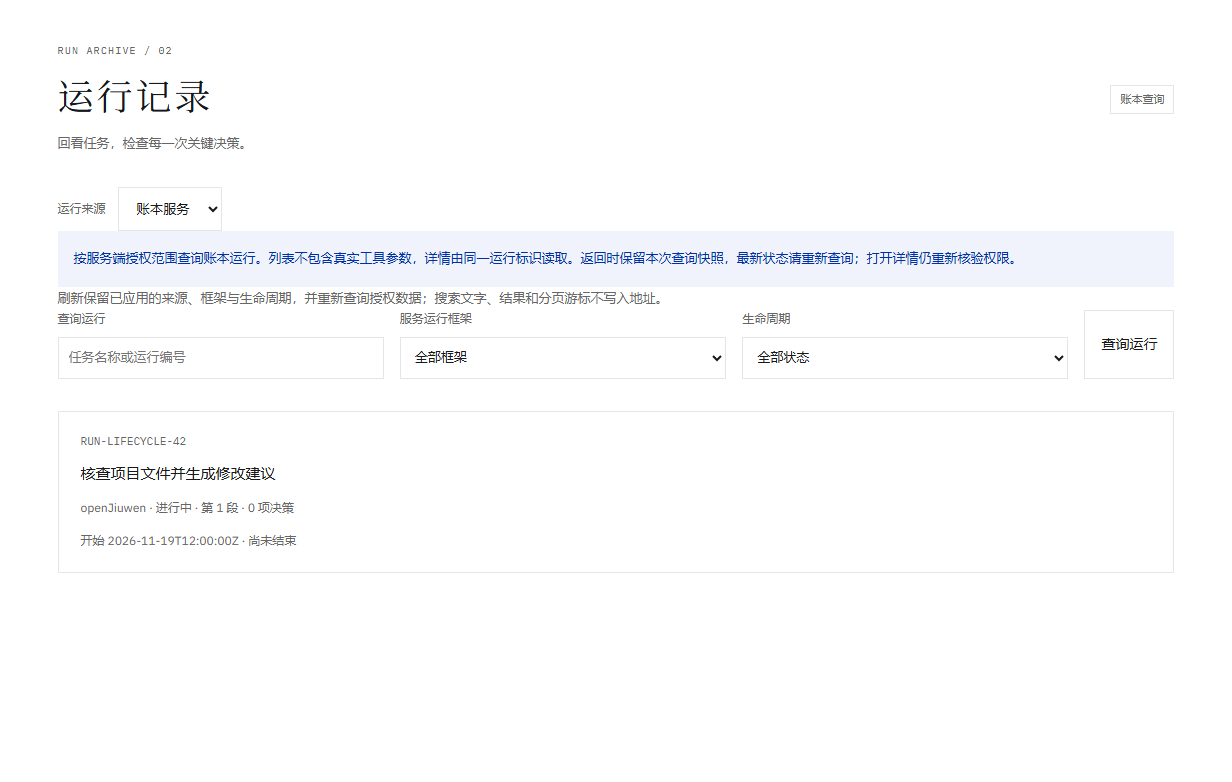 RUN ARCHIVE / 02
运行记录
账本查询
回看任务，检查每一次关键决策。
运行来源
账本服务
按服务端授权范围查询账本运行。列表不包含真实工具参数，详情由同一运行标识读取。返回时保留本次查询快照，最新状态请重新查询；打开详情仍重新核验权限。
刷新保留已应用的来源、框架与生命周期，并重新查询授权数据；搜索文字、结果和分页游标不写入地址。
查询运行
服务运行框架
生命周期
任务名称或运行编号
全部框架
全部状态
查询运行
RUN-LIFECYCLE-42
核查项目文件并生成修改建议
openJiuwen · 进行中 · 第 1 段 · 0 项决策
开始 2026-11-19T12:00:00Z · 尚未结束